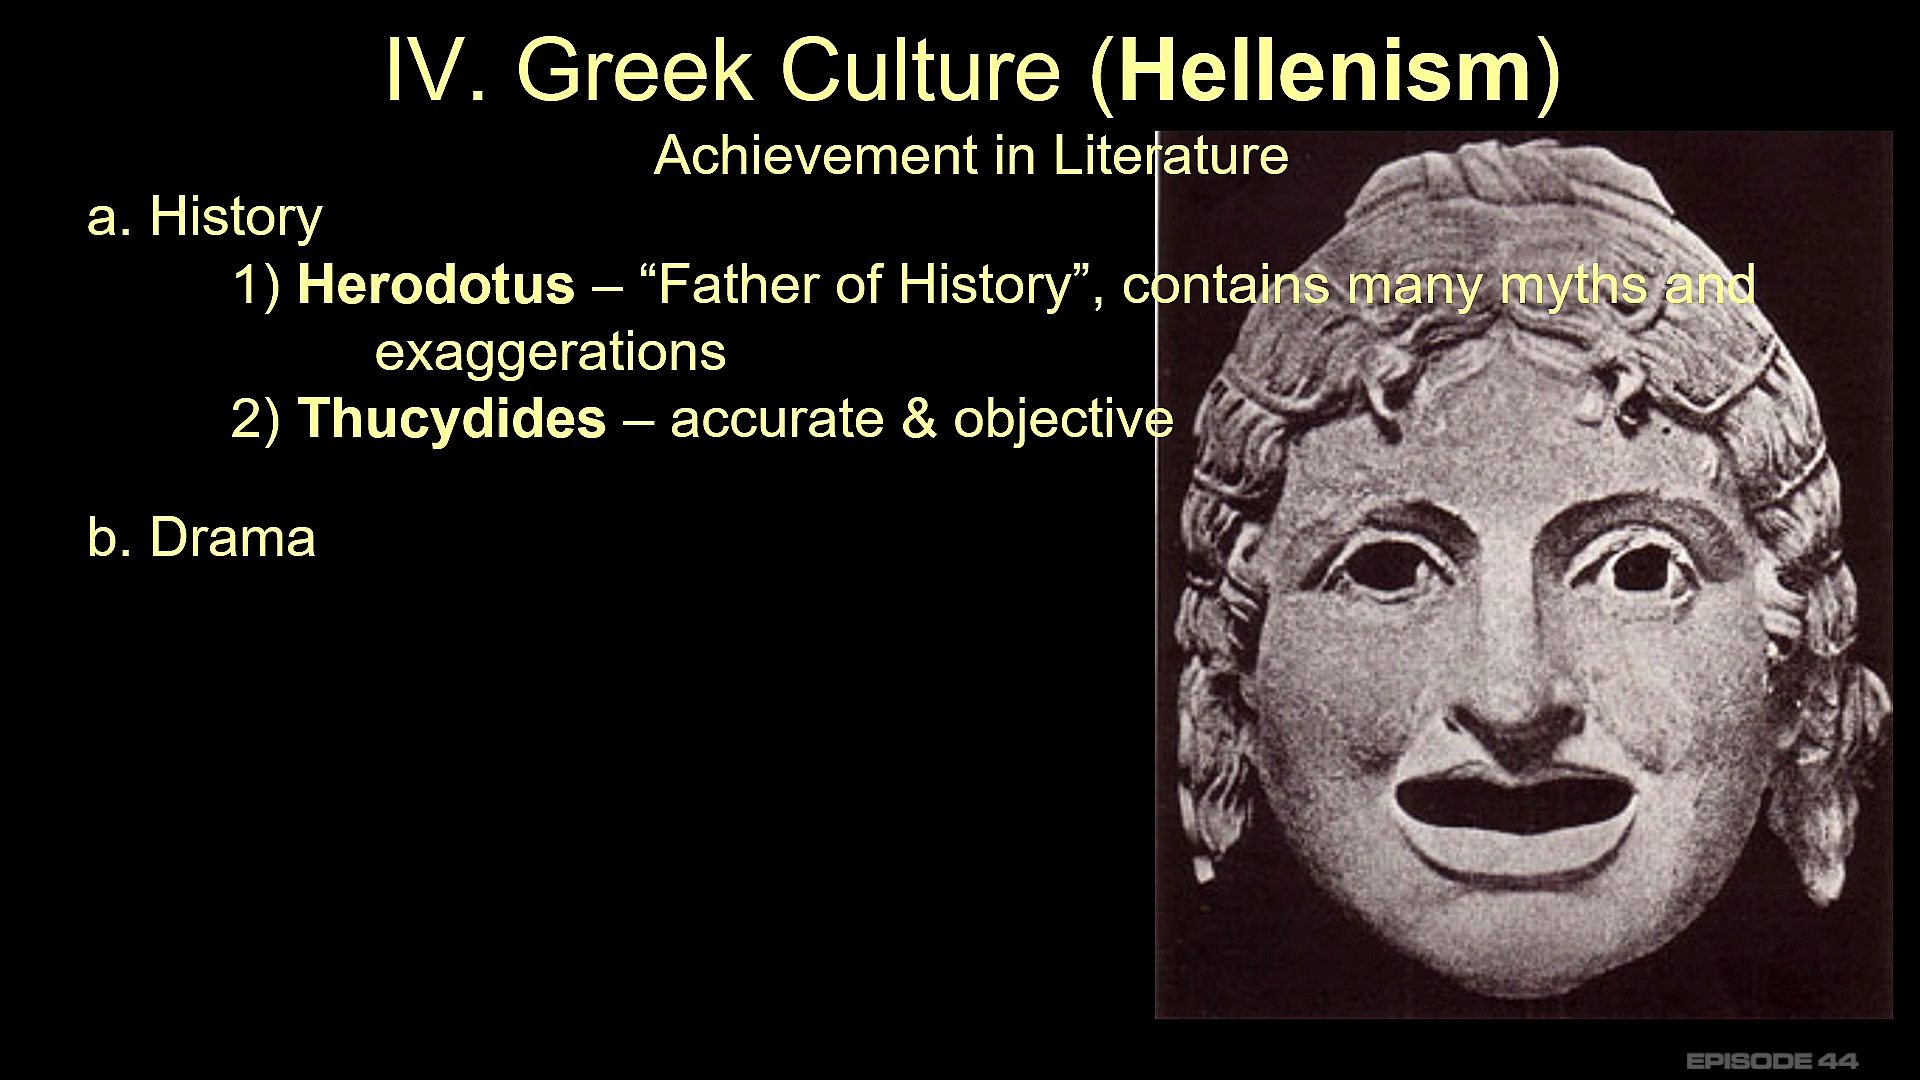 IV. Greek Culture (Hellenism)
Achievement in Literature
a. History
1) Herodotus – “Father of History”, contains many myths and
exaggerations
2) Thucydides – accurate & objective
b. Drama
EPISODE 44